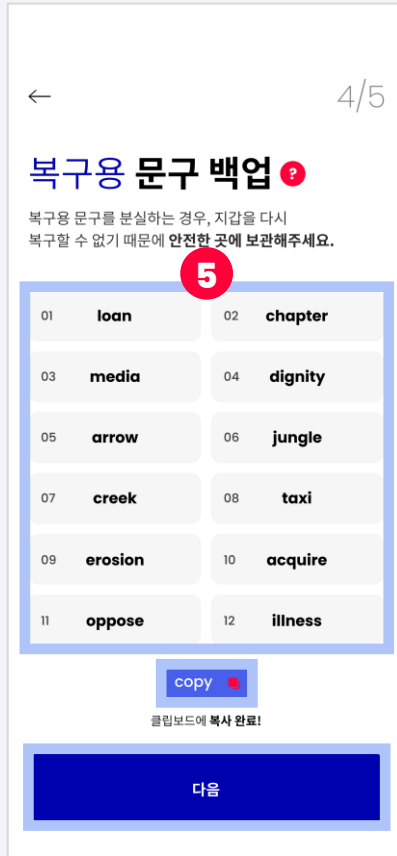 ← 4/5
복구용 문구 백업 ?
복구용 문구를 분실하는 경우, 지갑을 다시
복구할 수 없기 때문에 안전한 곳에 보관해주세요.
5
01 loan 02 chapter
03 media 04 dignity
05 arrow 06 jungle
07 creek 08 taxi
09 erosion 10 acquire
11 oppose 12 illness
copy
클립보드에 복사 완료!
다음